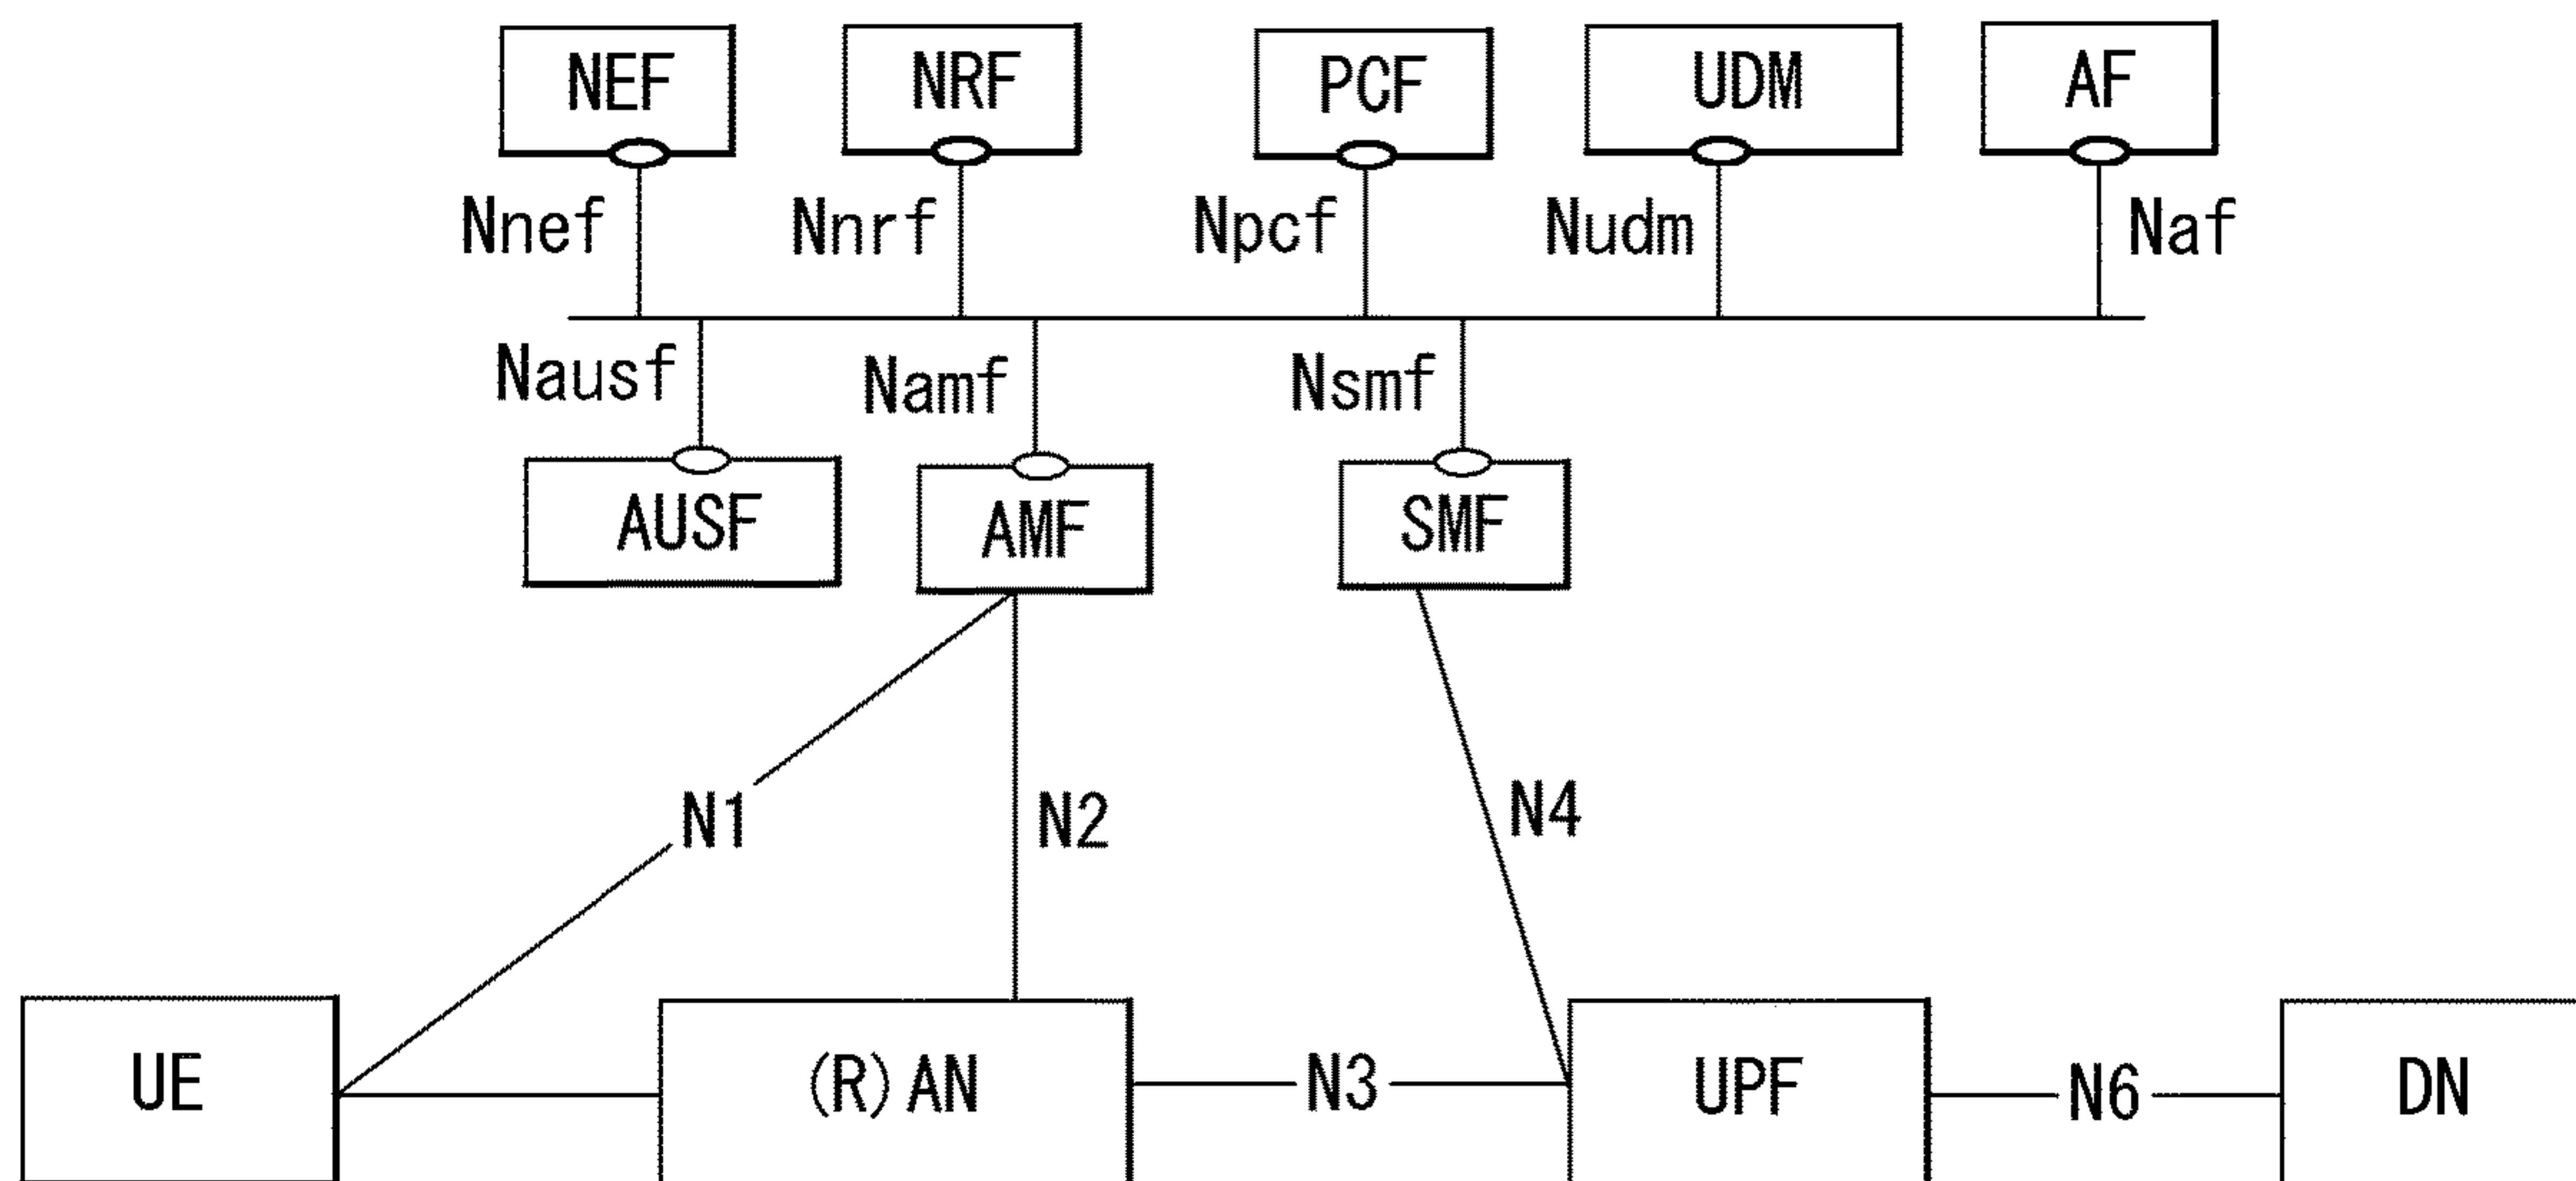 NEF NRF PCF UDM AF
Nnef Nnrf Npcf Nudm Naf
Nausf Namf Nsmf
AUSF AMF SMF
N1 N2 N4
UE (R)AN N3 UPF N6 DN